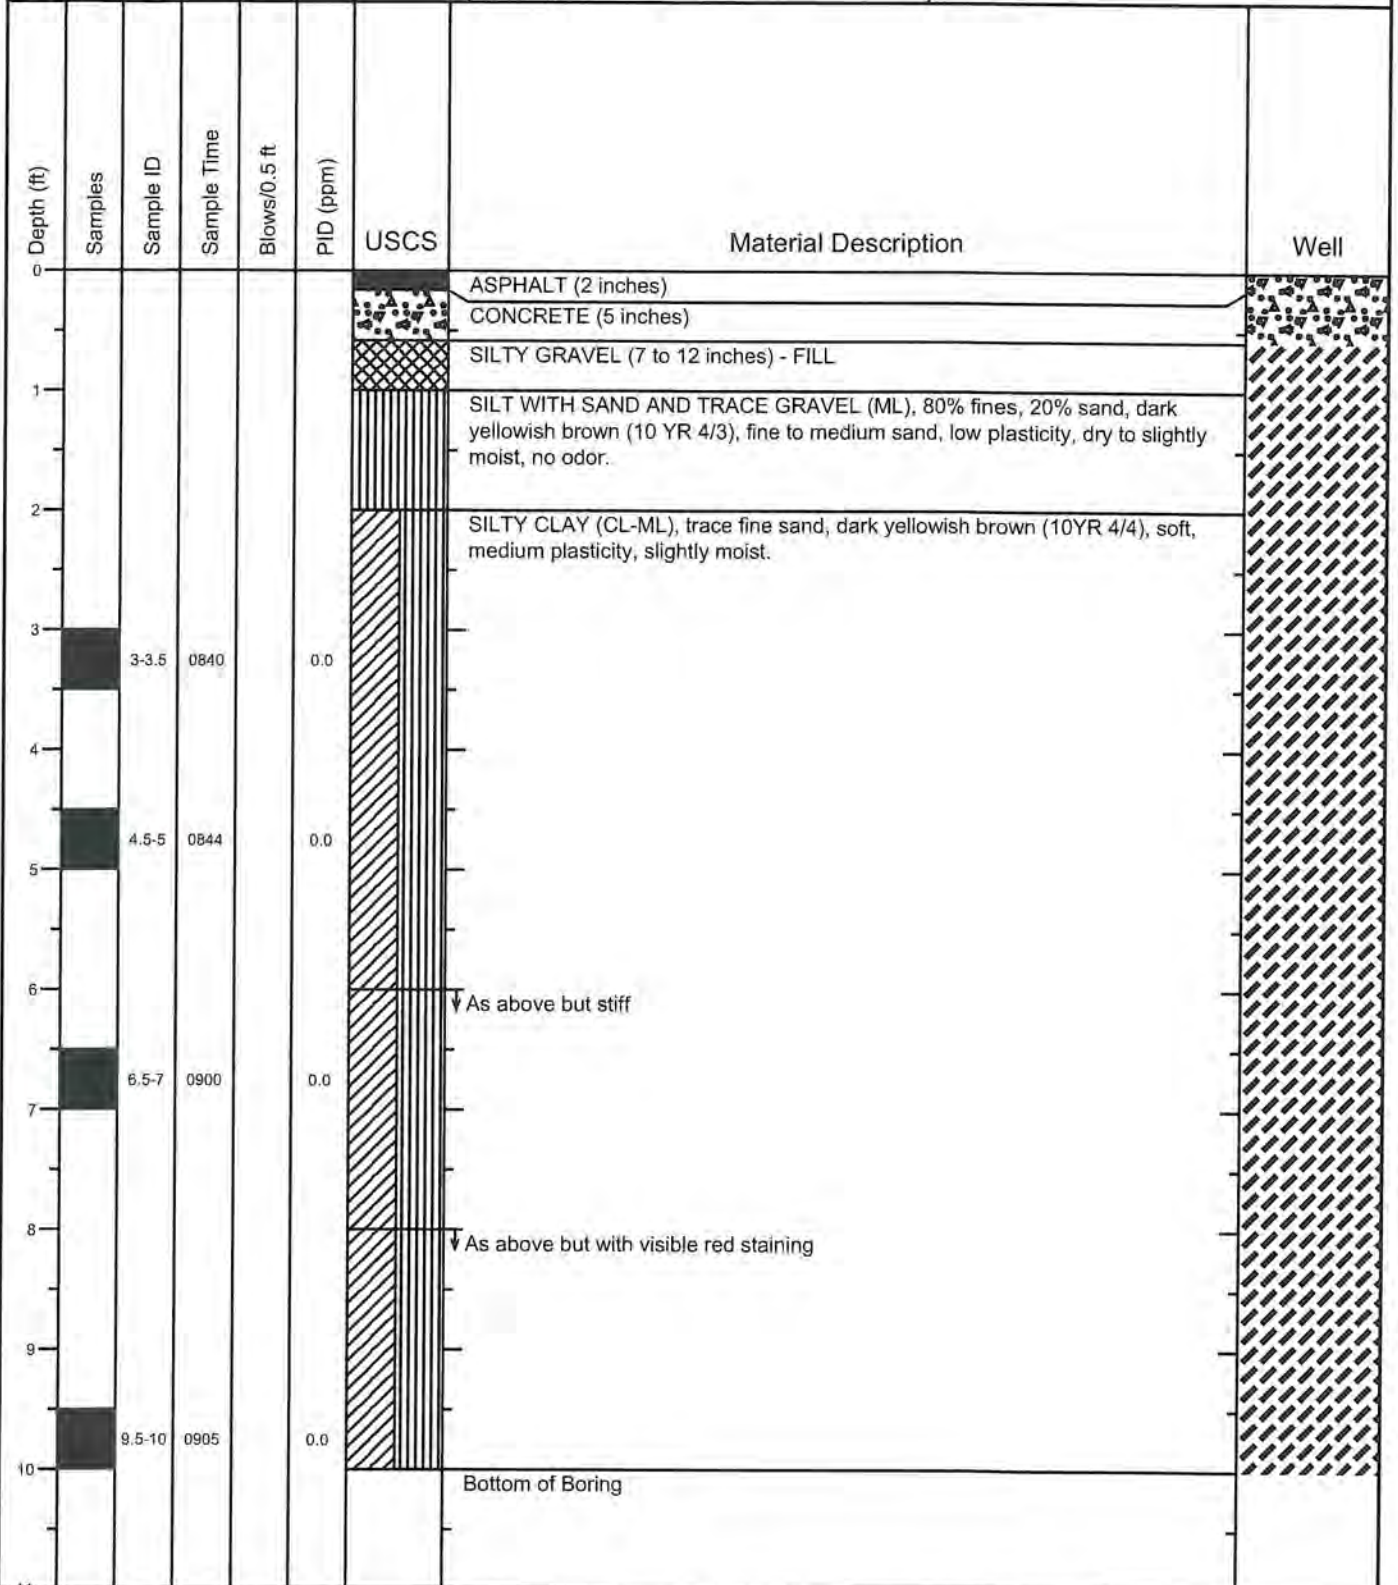 Depth (ft)
Samples
Sample ID
Sample Time
Blows/0.5 ft
PID (ppm)
USCS
Material Description
Well
0
ASPHALT (2 inches)
CONCRETE (5 inches)
SILTY GRAVEL (7 to 12 inches) - FILL
1
SILT WITH SAND AND TRACE GRAVEL (ML), 80% fines, 20% sand, dark
yellowish brown (10 YR 4/3), fine to medium sand, low plasticity, dry to slightly
moist, no odor.
2
SILTY CLAY (CL-ML), trace fine sand, dark yellowish brown (10YR 4/4), soft,
medium plasticity, slightly moist.
3
3-3.5 0840 0.0
4
4.5-5 0844 0.0
5
6
As above but stiff
6.5-7 0900 0.0
7
8
As above but with visible red staining
9
9.5-10 0905 0.0
10
Bottom of Boring